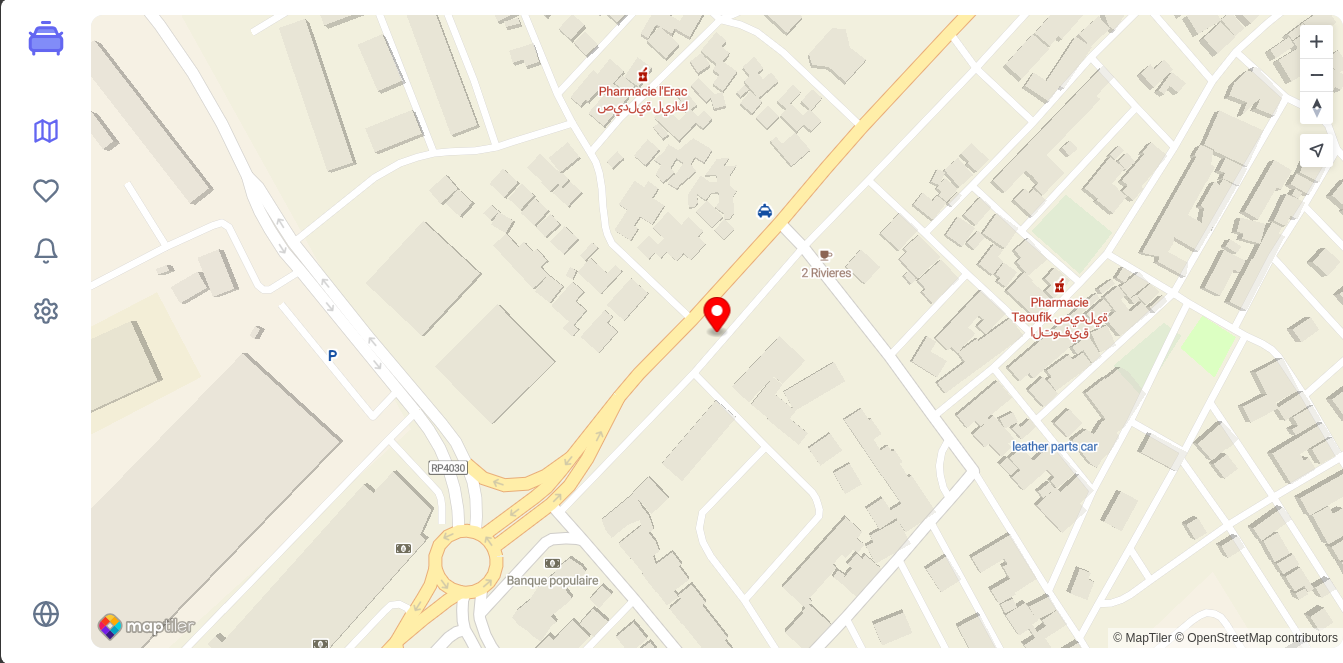 Pharmacie l'Erac
صيدلية ليراك
2 Rivieres
Pharmacie
Taoufik صيدلية
التوفيق
P
leather parts car
RP4030
Banque populaire
maptiler
© MapTiler © OpenStreetMap contributors